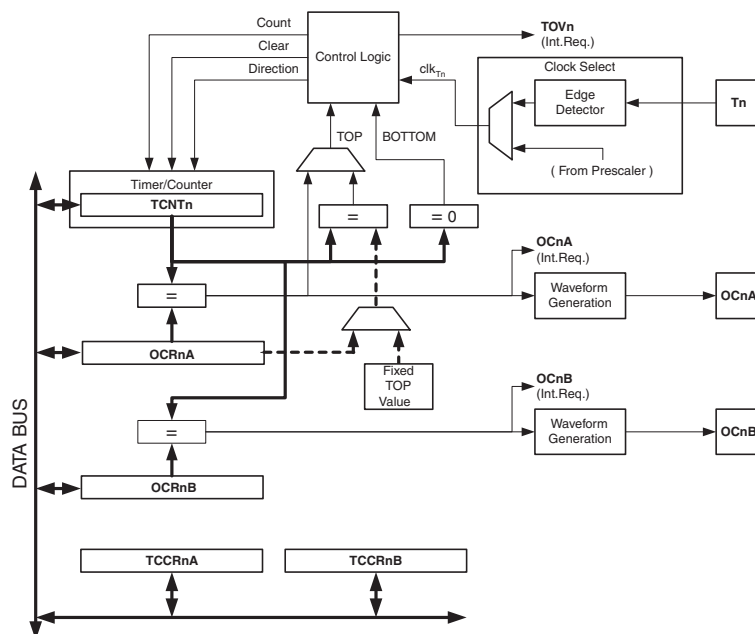 Count
Clear
Direction
Control Logic
TOVn
(Int.Req.)
clkTn
Clock Select
Edge
Detector
Tn
( From Prescaler )
TOP
BOTTOM
Timer/Counter
TCNTn
=
= 0
OCnA
(Int.Req.)
=
Waveform
Generation
OCnA
OCRnA
Fixed
TOP
Value
OCnB
(Int.Req.)
=
Waveform
Generation
OCnB
OCRnB
DATA BUS
TCCRnA
TCCRnB